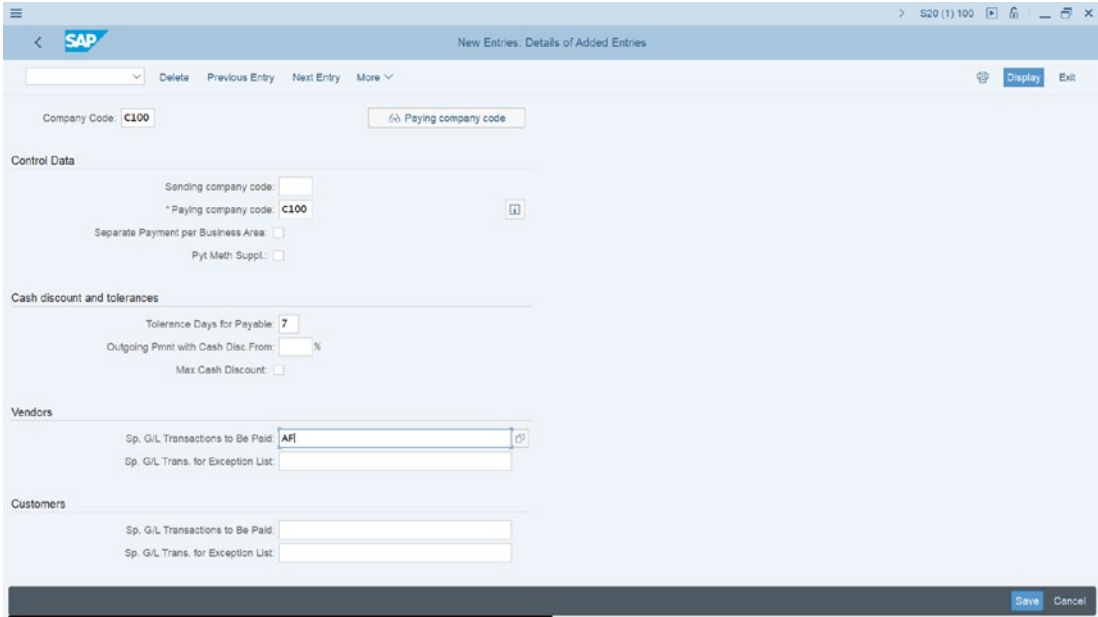 S20 (1) 100
SAP
New Entries: Details of Added Entries
Delete Previous Entry Next Entry More Display Exit
Company Code: C100 Paying company code
Control Data
Sending company code:
* Paying company code: C100
Separate Payment per Business Area:
Pyt Meth Suppl.:
Cash discount and tolerances
Tolerance Days for Payable: 7
Outgoing Pmnt with Cash Disc.From: %
Max.Cash Discount:
Vendors
Sp. G/L Transactions to Be Paid: AF
Sp. G/L Trans. for Exception List:
Customers
Sp. G/L Transactions to Be Paid:
Sp. G/L Trans. for Exception List:
Save Cancel